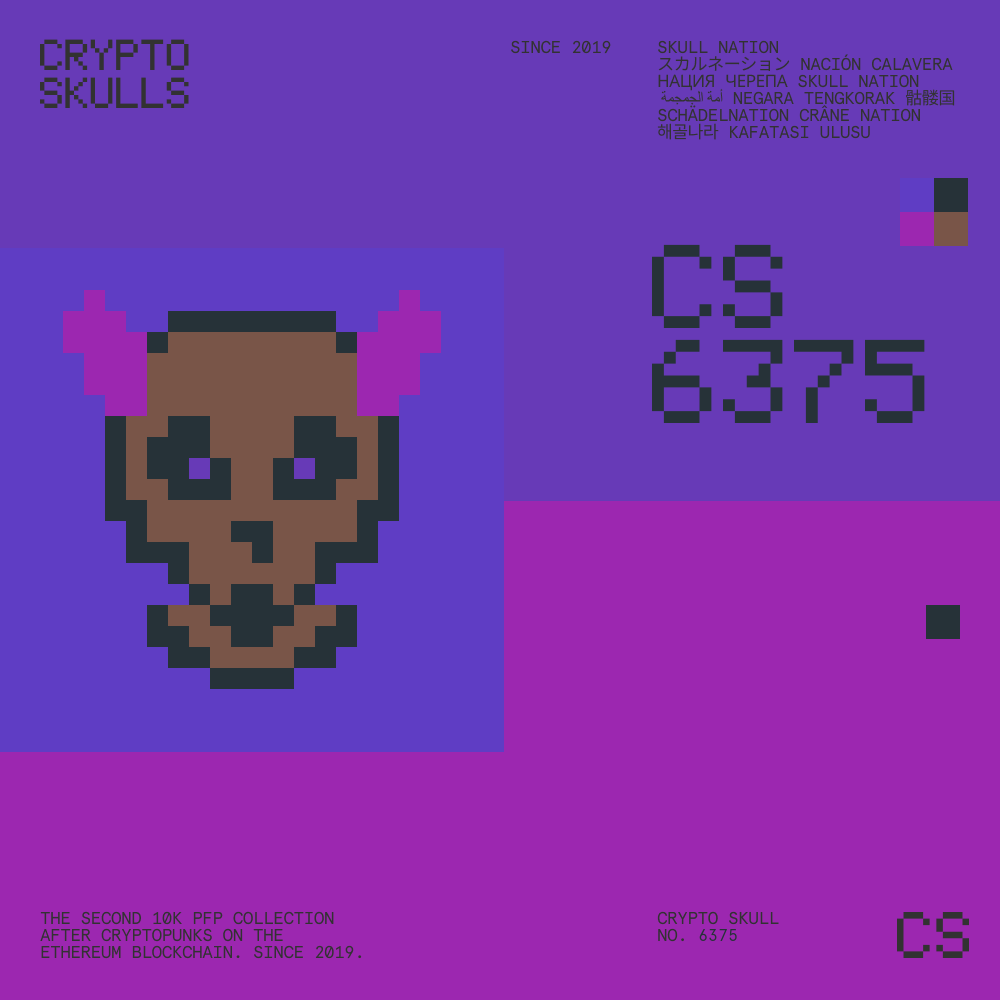 CRYPTO
SKULLS
SINCE 2019
SKULL NATION
スカルネーション NACIÓN CALAVERA
НАЦИЯ ЧЕРЕПА SKULL NATION
أمة الجمجمة NEGARA TENGKORAK 骷髅国
SCHÄDELNATION CRÂNE NATION
해골나라 KAFATASI ULUSU
CS
6375
THE SECOND 10K PFP COLLECTION
AFTER CRYPTOPUNKS ON THE
ETHEREUM BLOCKCHAIN. SINCE 2019.
CRYPTO SKULL
NO. 6375
CS